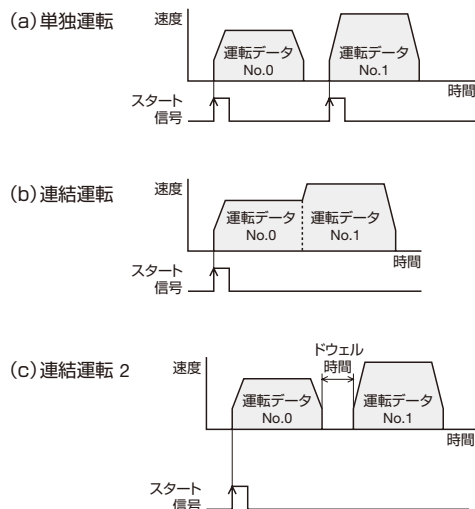 (a)単独運転
速度
運転データ
No.0
運転データ
No.1
時間
スタート
信号
(b)連結運転
速度
運転データ
No.0
運転データ
No.1
時間
スタート
信号
(c)連結運転 2
速度
ドウェル
時間
運転データ
No.0
運転データ
No.1
時間
スタート
信号